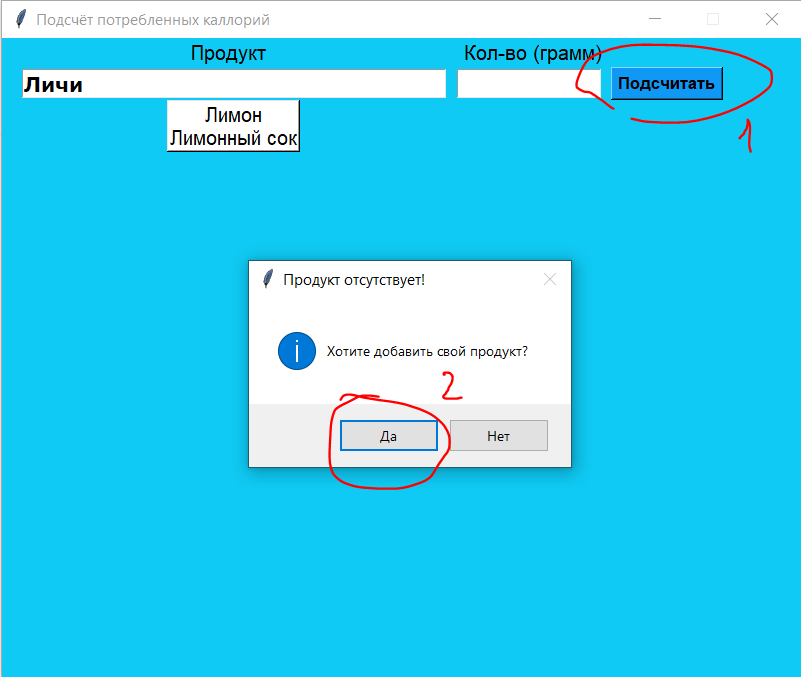 Подсчёт потребленных каллорий
Продукт Кол-во (грамм)
Личи Подсчитать
1
Лимон
Лимонный сок
Продукт отсутствует!
i Хотите добавить свой продукт?
2
Да Нет